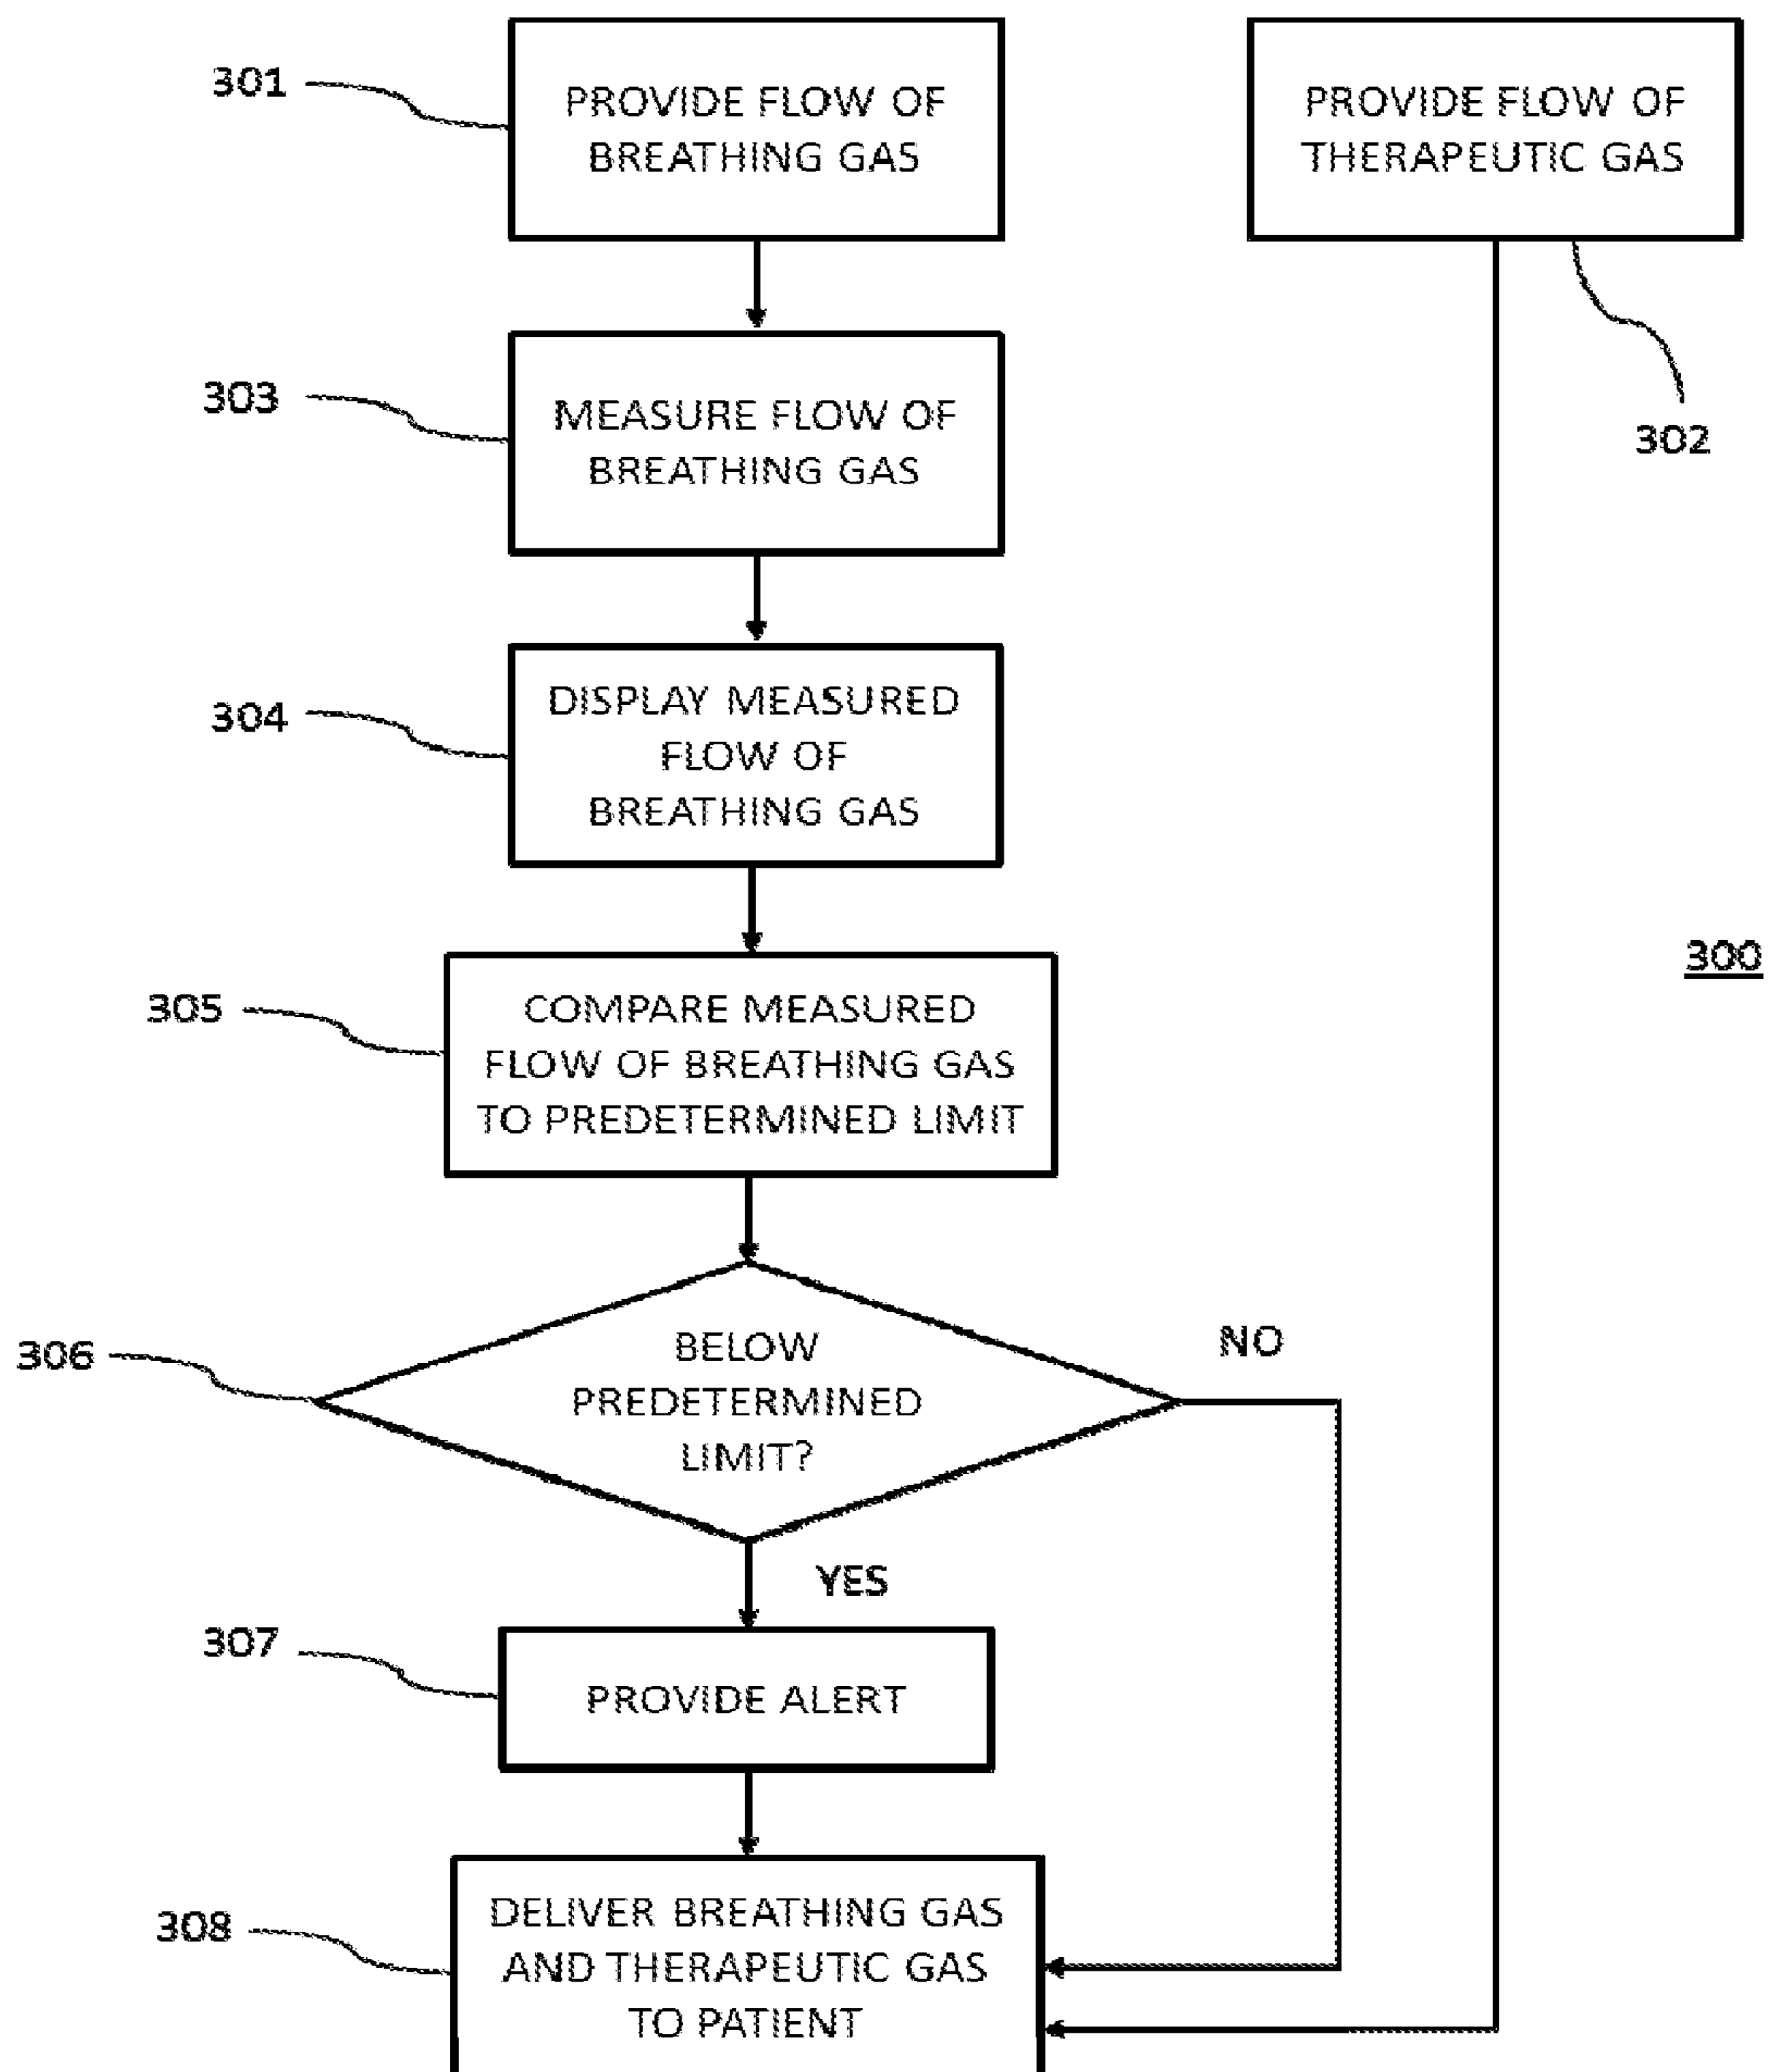 301
PROVIDE FLOW OF
BREATHING GAS
PROVIDE FLOW OF
THERAPEUTIC GAS
302
303
MEASURE FLOW OF
BREATHING GAS
304
DISPLAY MEASURED
FLOW OF
BREATHING GAS
300
305
COMPARE MEASURED
FLOW OF BREATHING GAS
TO PREDETERMINED LIMIT
306
BELOW
PREDETERMINED
LIMIT?
NO
YES
307
PROVIDE ALERT
308
DELIVER BREATHING GAS
AND THERAPEUTIC GAS
TO PATIENT